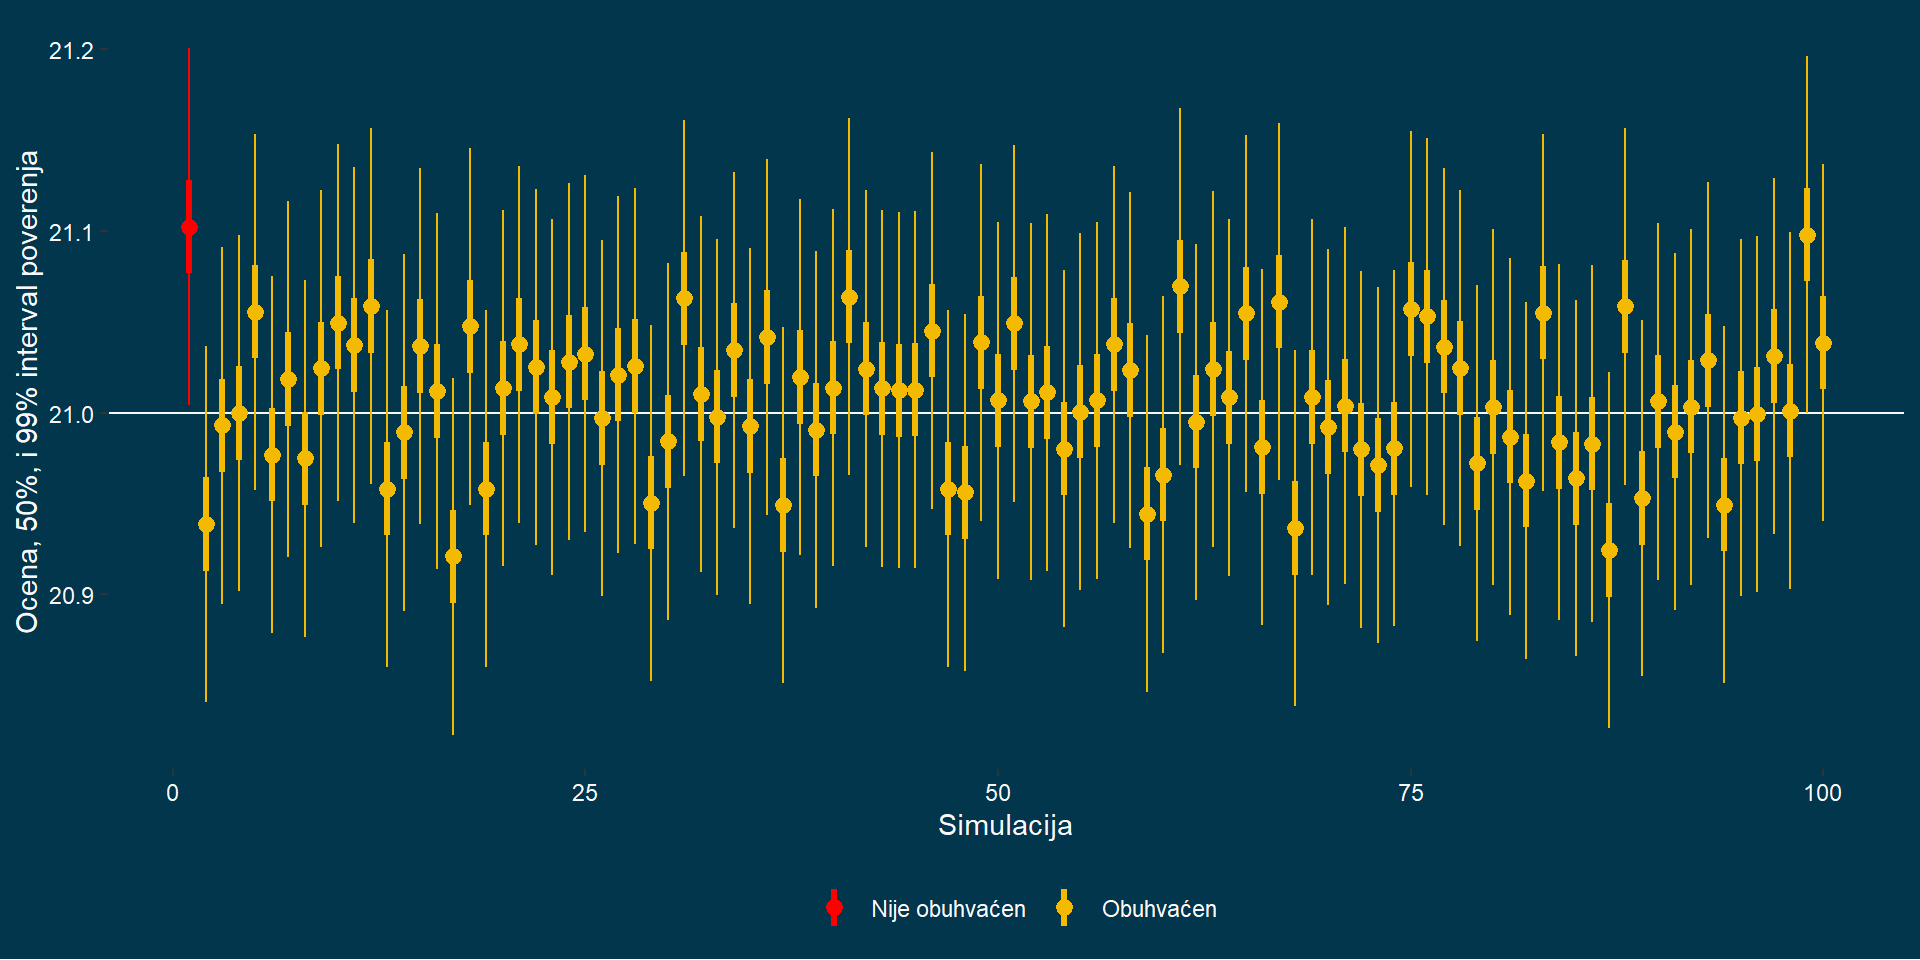 Ocena, 50%, i 99% interval poverenja
21.2
21.1
21.0
20.9
0 25 50 75 100
Simulacija
Nije obuhvaćen Obuhvaćen